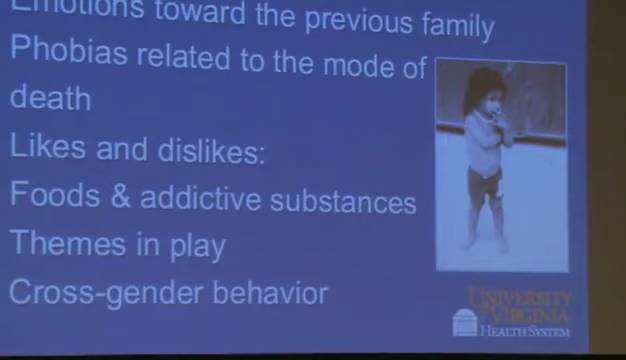 Emotions toward the previous family
Phobias related to the mode of
death
Likes and dislikes:
Foods & addictive substances
Themes in play
Cross-gender behavior
UNIVERSITY
of VIRGINIA
HEALTH SYSTEM